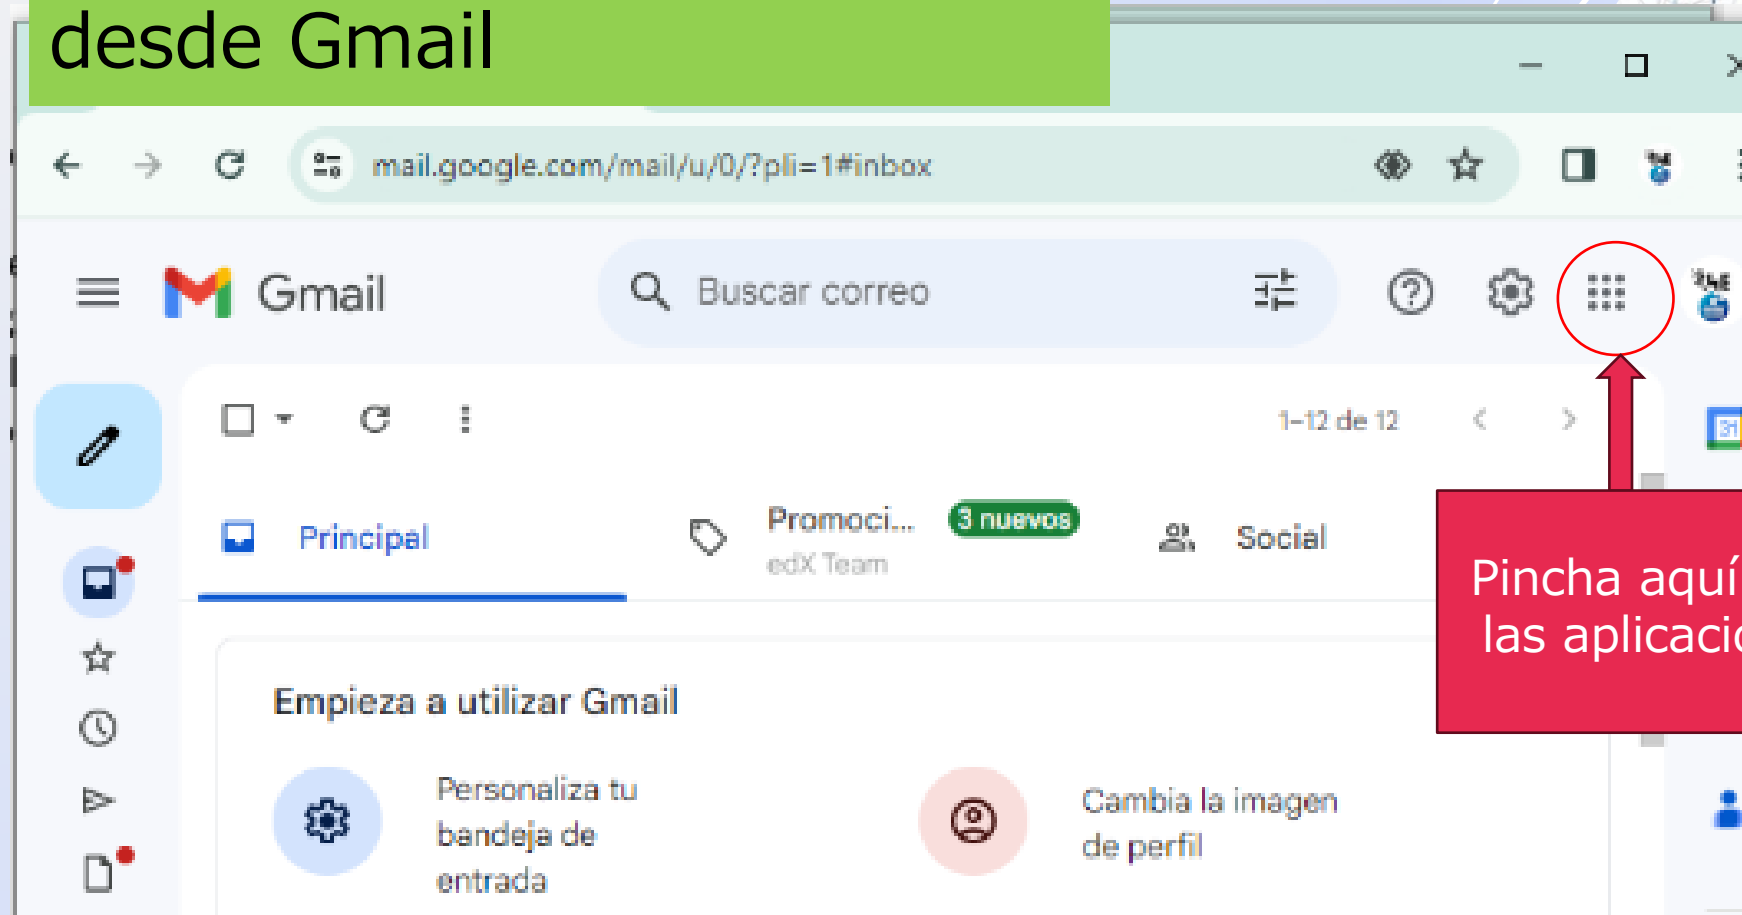 desde Gmail
mail.google.com/mail/u/0/?pli=1#inbox
Gmail
Buscar correo
1–12 de 12
31
Principal
Promoci...
3 nuevos
edX Team
Social
Pincha aquí
las aplicacio
Empieza a utilizar Gmail
Personaliza tu
bandeja de
entrada
Cambia la imagen
de perfil